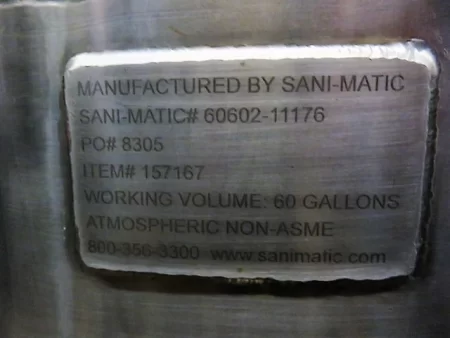 MANUFACTURED BY SANI-MATIC
SANI-MATIC# 60602-11176
PO# 8305
ITEM# 157167
WORKING VOLUME: 60 GALLONS
ATMOSPHERIC NON-ASME
800-356-3300 www.sanimatic.com